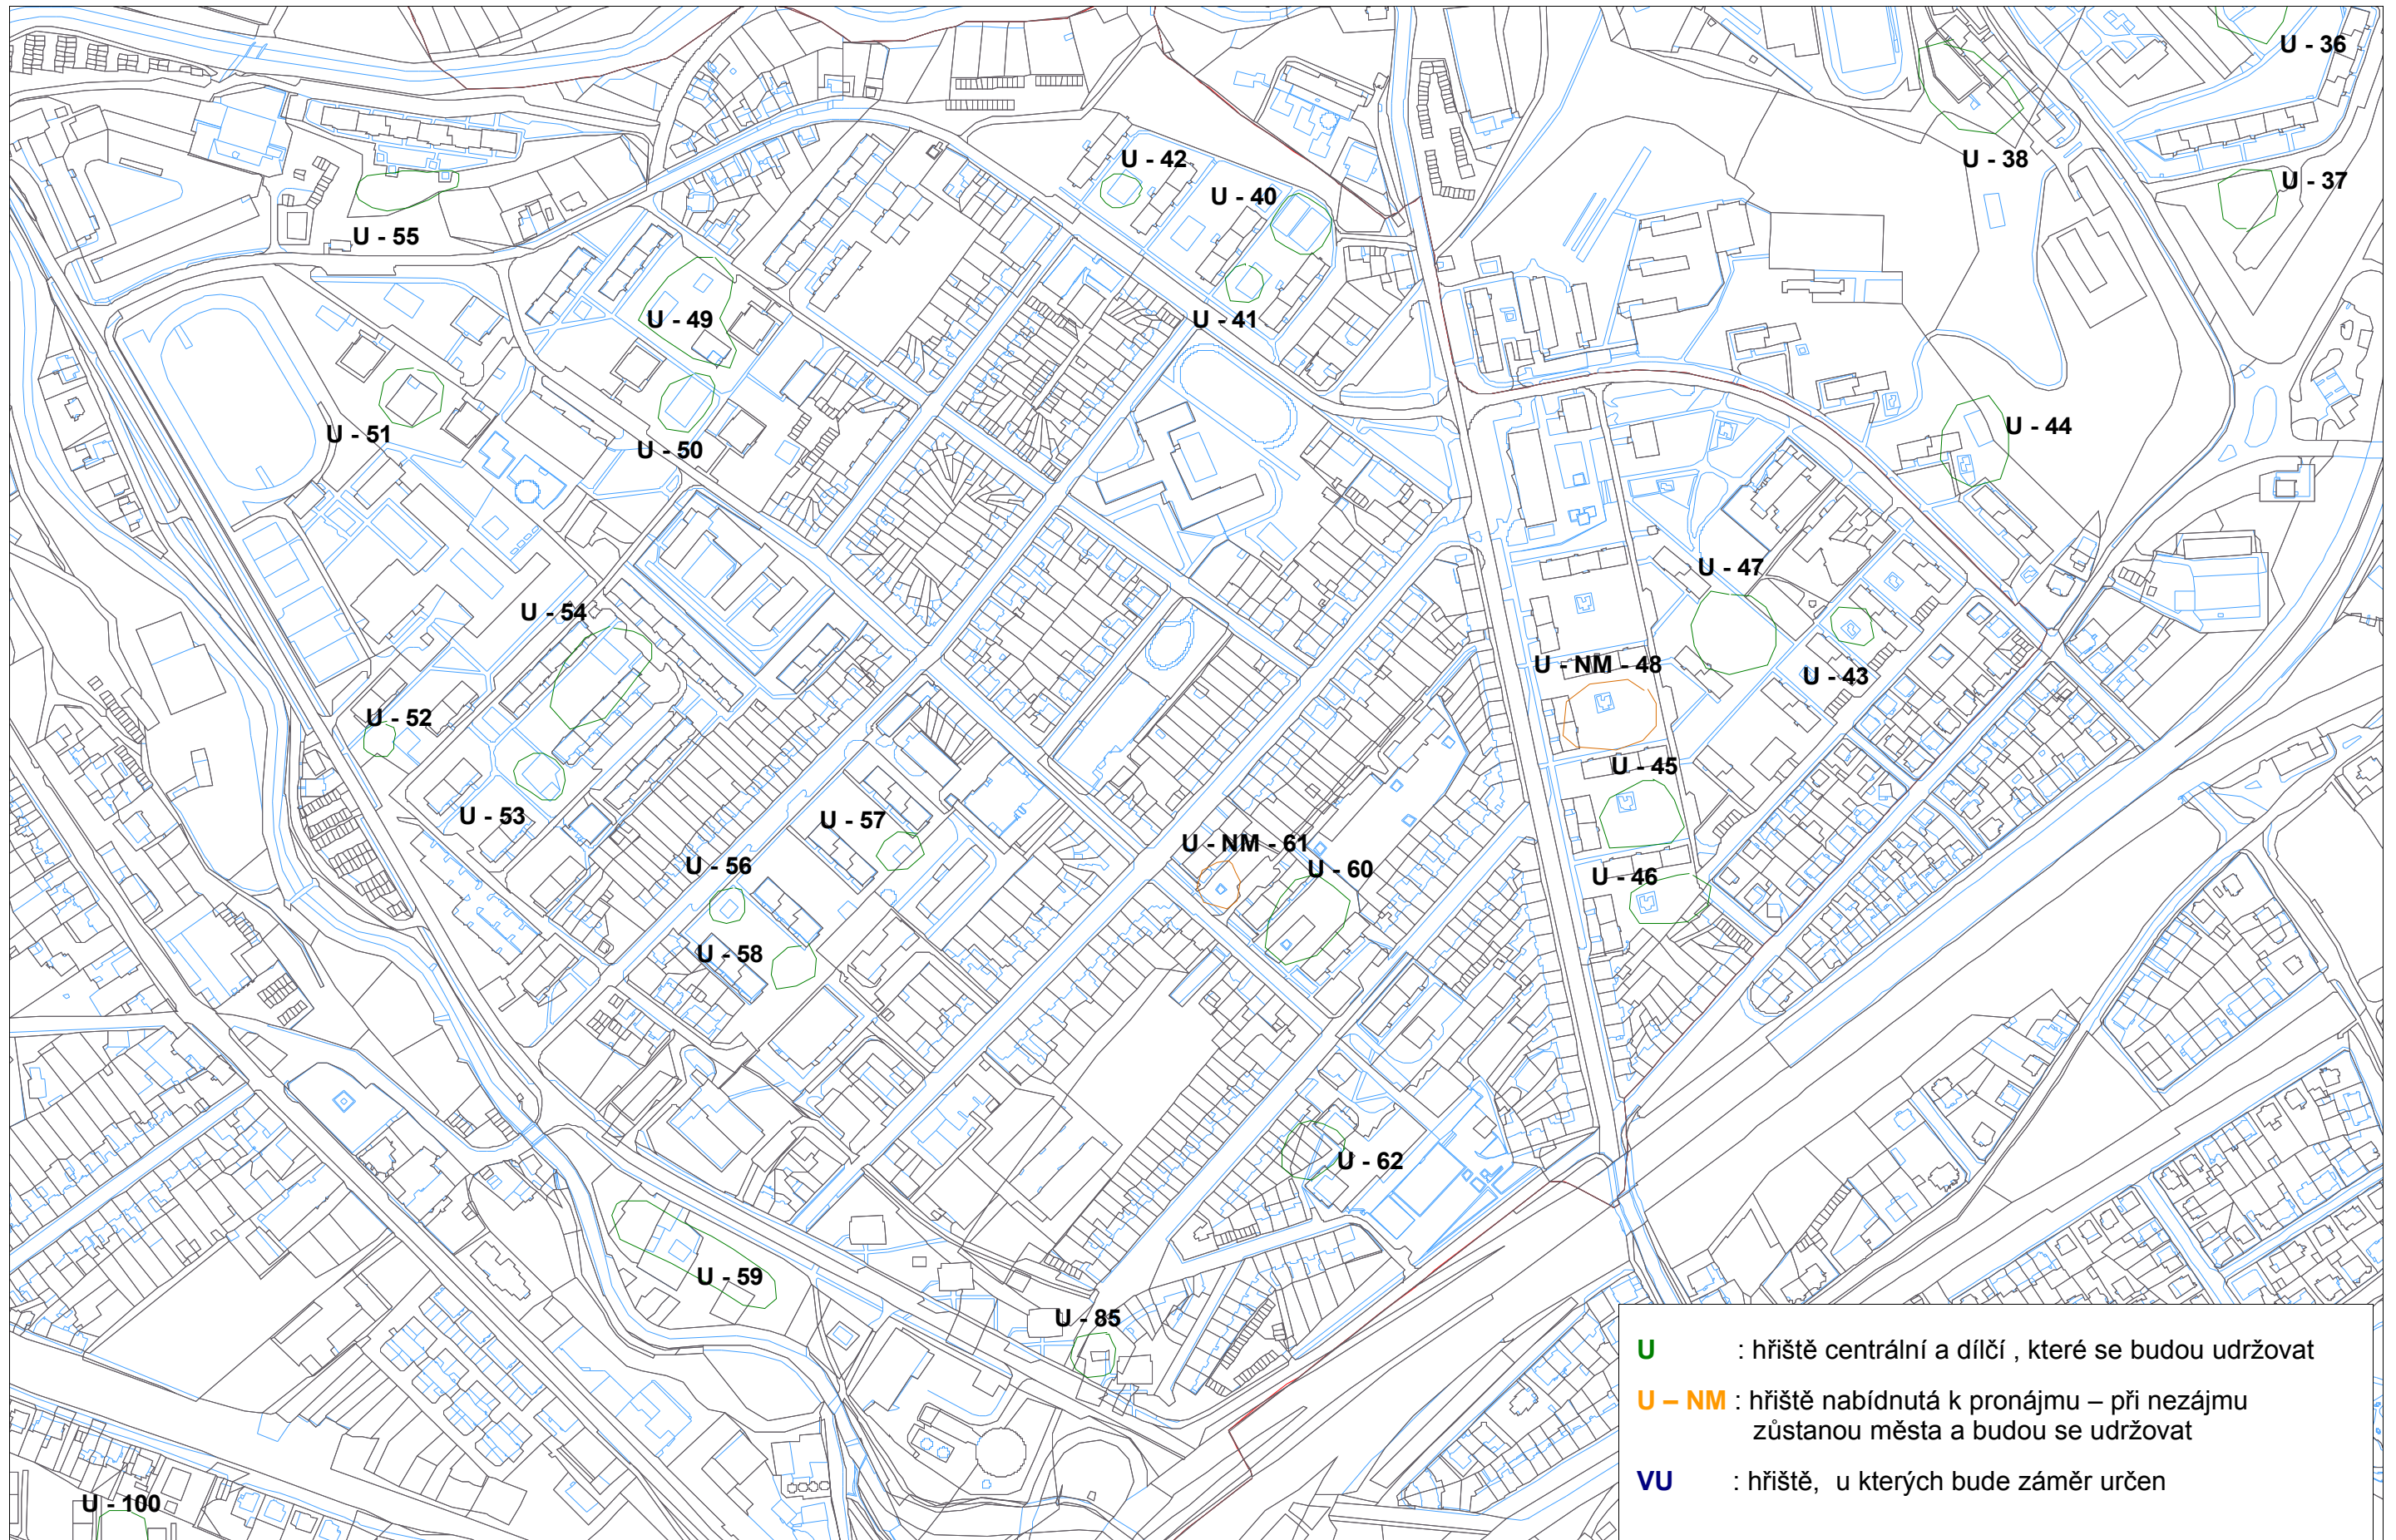 U - 36
U - 42
U - 38
U - 40
U - 37
U - 55
U - 49
U - 41
U - 44
U - 51
U - 50
U - 47
U - 54
U - NM - 48
U - 43
U - 52
U - 45
U - 53
U - 57
U - NM - 61
U - 56
U - 60
U - 46
U - 58
U - 62
U - 59
U - 85
U : hřiště centrální a dílčí , které se budou udržovat
U – NM : hřiště nabídnutá k pronájmu – při nezájmu
zůstanou města a budou se udržovat
VU : hřiště, u kterých bude záměr určen
U - 100